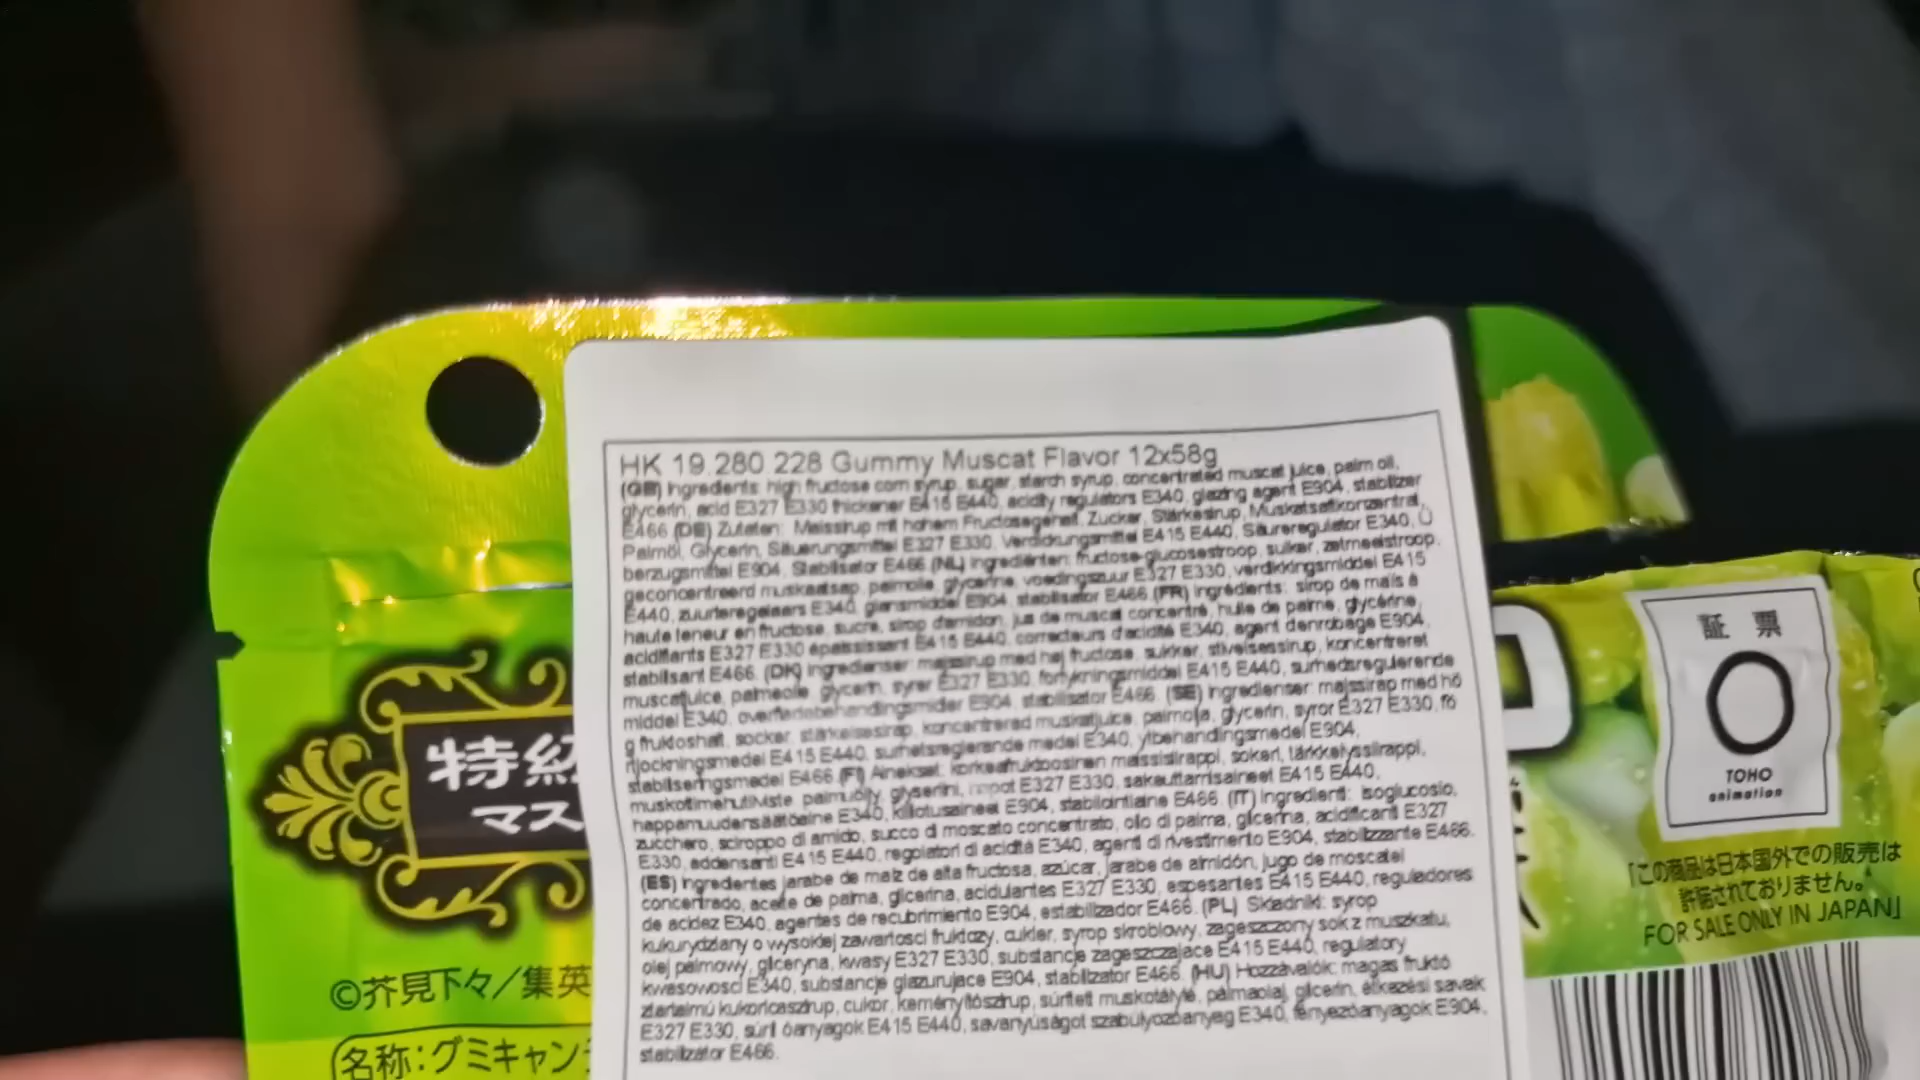 HK 19.280 228 Gummy Muscat Flavor 12x58g
(GB) Ingredients: high fructose corn syrup, sugar, starch syrup, concentrated muscat juice, palm oil,
glycerin, acid E327 E330 thickener E415 E440, acidity regulators E340, glazing agent E904, stabilizer
E466 (DE) Zutaten: Maissirup mit hohem Fructosegehalt, Zucker, Stärkesirup, Muskatsaftkonzentrat,
Palmöl, Glycerin, Säuerungsmittel E327 E330, Verdickungsmittel E415 E440, Säureregulator E340, Ü
berzugsmittel E904, Stabilisator E466 (NL) ingrediënten: fructose-glucosestroop, suiker, zetmeelstroop,
geconcentreerd muskaatsap, palmolie, glycerine, voedingszuur E327 E330, verdikkingsmiddel E415
E440, zuurteregelaars E340, glansmiddel E904, stabilisator E466 (FR) ingrédients: sirop de maïs à
haute teneur en fructose, sucre, sirop d'amidon, jus de muscat concentré, huile de palme, glycérine,
acidifiants E327 E330 épaississant E415 E440, correcteurs d'acidité E340, agent denrobage E904,
stabilisant E466. (DK) ingredienser: majssirup med høj fructose, sukker, stivelsessirup, koncentreret
muscatjuice, palmeolie, glycerin, syrer E327 E330, fortykningsmiddel E415 E440, surhedsregulerende
middel E340, overfladebehandlingsmidler E904, stabilisator E466. (SE) Ingredienser: majssirap med hö
g fruktoshalt, socker, stärkelsesirap, koncentrerad muskatjuice, palmolja, glycerin, syror E327 E330, fö
rtjockningsmedel E415 E440, surhetsreglerande medel E340, ytbehandlingsmedel E904,
stabiliseringsmedel E466 (FI) Ainekset: korkeafruktoosinen maissisiirappi, sokeri, tärkkelyssiirappi,
palmuöljy, glyseriini, E327 E330, sakeuttamisaineet E415 E440,
happamuudensäätöaine E340, kiillotusaineet E904, stabilointiaine E466. (IT) Ingredienti: isoglucosio,
zucchero, sciroppo di amido, succo di moscato concentrato, olio di palma, glicerina, acidificanti E327
E330, addensanti E415 E440, regolatori di acidità E340, agenti di rivestimento E904, stabilizzante E466.
(ES) Ingredientes jarabe de maíz de alta fructosa, azúcar, jarabe de almidón, jugo de moscatel
concentrado, aceite de palma, glicerina, acidulantes E327 E330, espesantes E415 E440, reguladores
de acidez E340, agentes de recubrimiento E904, estabilizador E466. (PL) Składniki: syrop
kukurydziany o wysokiej zawartosci fruktozy, cukier, syrop skrobiowy, zageszczony sok z muszkatu,
olej palmowy, gliceryna, kwasy E327 E330, substancje zageszczajace E415 E440, regulatory
kwasowosci E340, substancje glazurujace E904, stabilizator E466. (HU) Hozzávalók: magas fruktó
ztartalmú kukoricaszirup, cukor, keményítőszirup, sűrített muskotálylé, pálmaolaj, glicerin, étkezési savak
E327 E330, sűrít óanyagok E415 E440, savanyúságot szabályozóanyag E340, fényezőanyagok E904,
stabilizátor E466.
特級
マス
©芥見下々／集英
名称：グミキャン
証 票
TOHO
animation
「この商品は日本国外での販売は
許諾されておりません。
FOR SALE ONLY IN JAPAN」